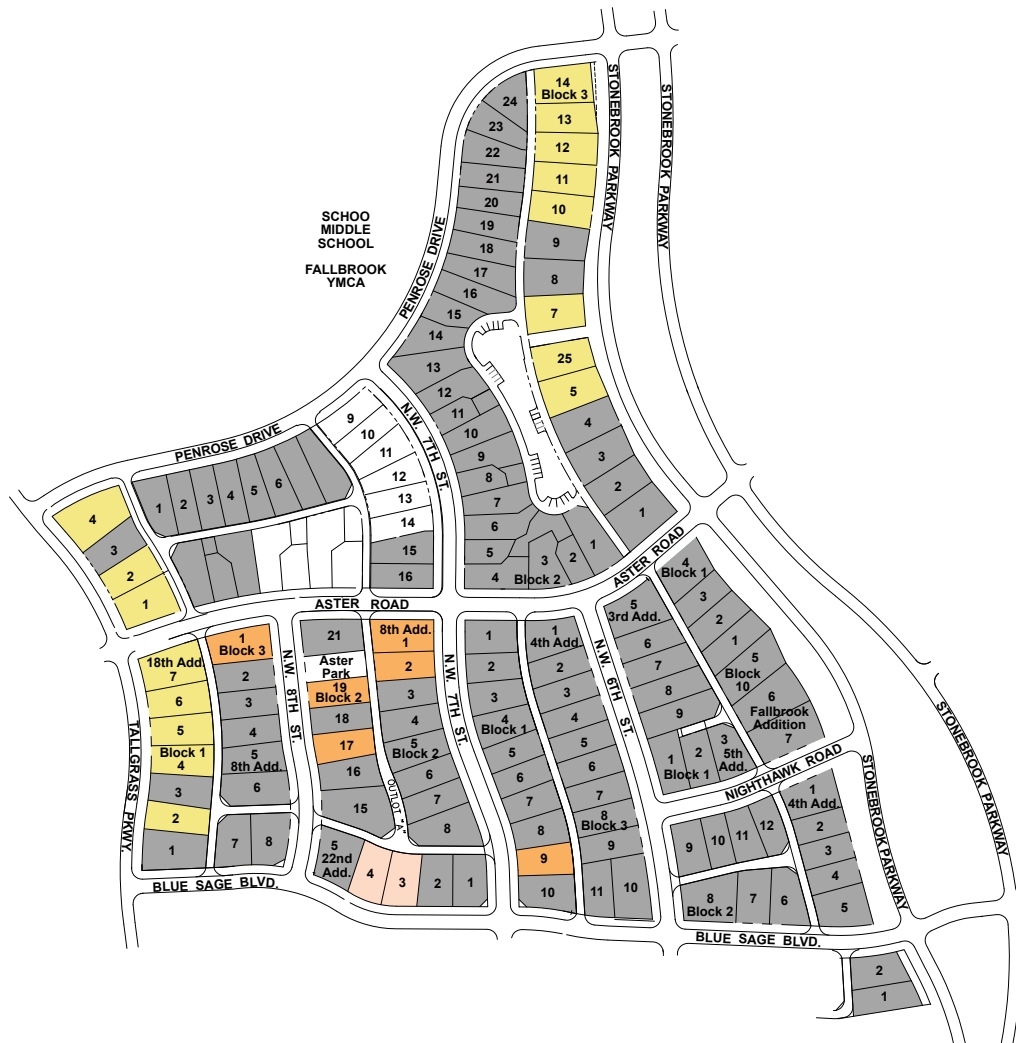 14
Block 3
13
12
11
10
9
8
7
25
5
4
3
2
1
24
23
22
21
20
19
18
17
16
15
14
13
12
11
10
9
8
7
6
5
4
Block 2
3
2
1
STONEBROOK PARKWAY
STONEBROOK PARKWAY
SCHOO
MIDDLE
SCHOOL
FALLBROOK
YMCA
PENROSE DRIVE
N.W. 7TH ST.
9
10
11
12
13
14
15
16
PENROSE DRIVE
1
2
3
4
5
6
4
3
2
1
ASTER ROAD
ASTER ROAD
18th Add.
7
6
5
Block 1
4
3
2
1
TALLGRASS PKWY.
1
Block 3
2
3
4
5
8th Add.
6
7
8
N.W. 8TH ST.
21
Aster
Park
19
Block 2
18
17
16
15
OUTLOT "A"
8th Add.
1
2
3
4
5
Block 2
6
7
8
5
22nd
Add.
4
3
2
1
BLUE SAGE BLVD.
N.W. 7TH ST.
1
2
3
4
Block 1
5
6
7
8
9
10
1
4th Add.
2
3
4
5
6
7
8
Block 3
9
11
10
N.W. 6TH ST.
5
3rd Add.
6
7
8
9
1
Block 1
2
3
5th
Add.
4
Block 1
3
2
1
5
Block
10
6
Fallbrook
Addition
7
NIGHTHAWK ROAD
9
10
11
12
8
Block 2
7
6
1
4th Add.
2
3
4
5
STONEBROOK PARKWAY
STONEBROOK PARKWAY
BLUE SAGE BLVD.
2
1